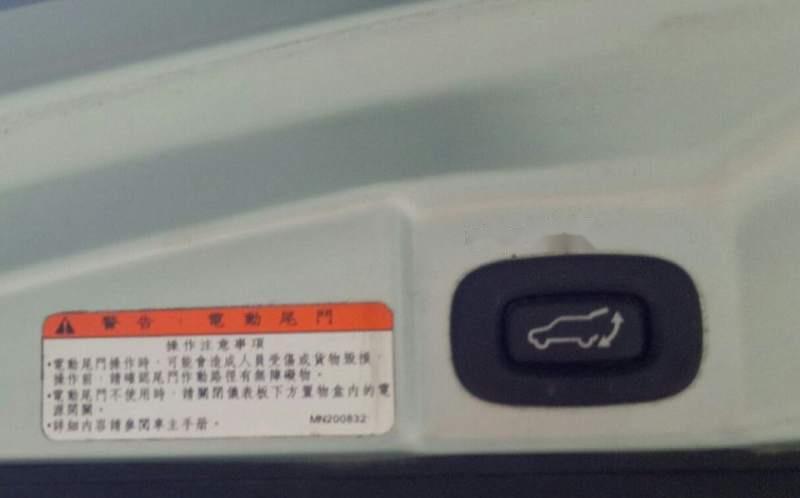 警告：電動尾門
操作注意事項
•電動尾門操作時，可能會造成人員受傷或貨物毀損，
操作前，請確認尾門作動路徑有無障礙物。
•電動尾門不使用時，請關閉儀表板下方置物盒內的電
源開關。
•詳細內容請參閱車主手册。 MN200832